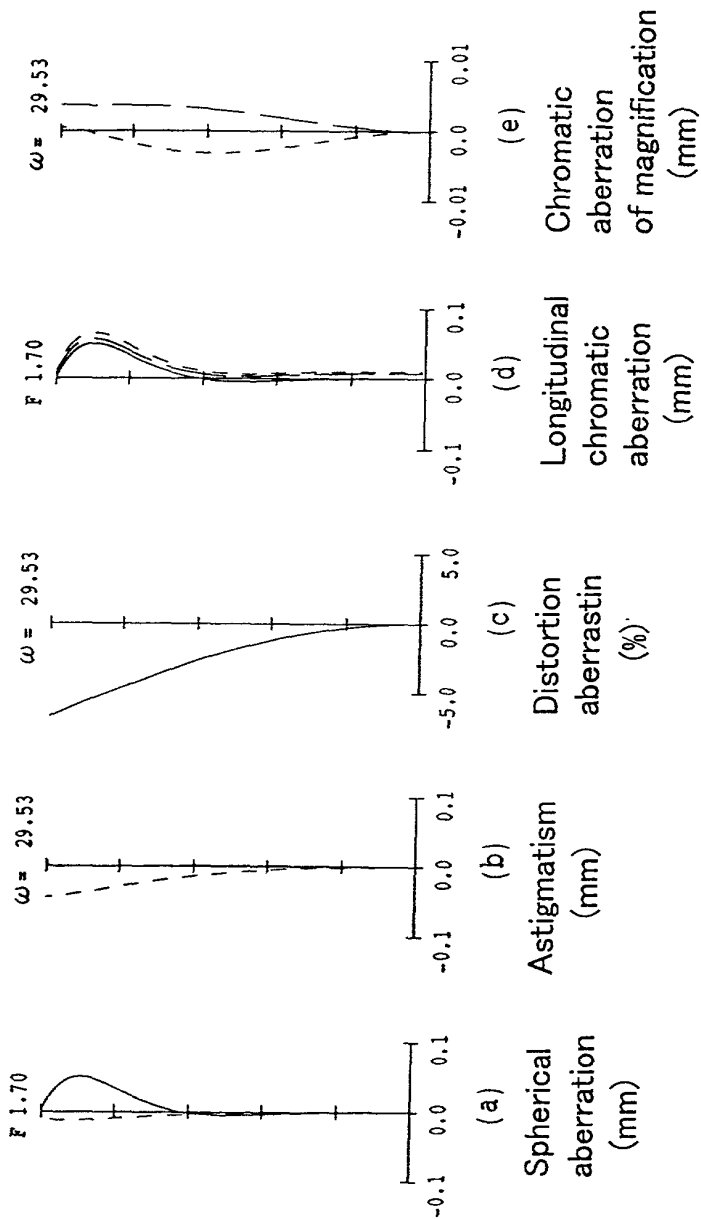 F 1.70
-0.1
0.0
0.1
(a)
Spherical
aberration
(mm)
ω= 29.53
-0.1
0.0
0.1
(b)
Astigmatism
(mm)
ω= 29.53
-5.0
0.0
5.0
(c)
Distortion
aberrastin
(%)
F 1.70
-0.1
0.0
0.1
(d)
Longitudinal
chromatic
aberration
(mm)
ω= 29.53
-0.01
0.0
0.01
(e)
Chromatic
aberration
of magnification
(mm)